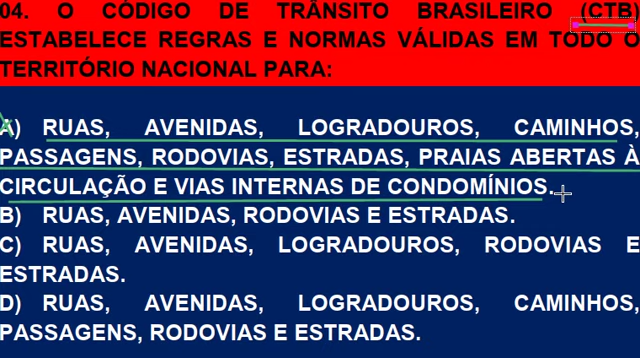 04. O CÓDIGO DE TRÂNSITO BRASILEIRO (CTB)
ESTABELECE REGRAS E NORMAS VÁLIDAS EM TODO O
TERRITÓRIO NACIONAL PARA:
A) RUAS, AVENIDAS, LOGRADOUROS, CAMINHOS,
PASSAGENS, RODOVIAS, ESTRADAS, PRAIAS ABERTAS À
CIRCULAÇÃO E VIAS INTERNAS DE CONDOMÍNIOS.
B) RUAS, AVENIDAS, RODOVIAS E ESTRADAS.
C) RUAS, AVENIDAS, LOGRADOUROS, RODOVIAS E
ESTRADAS.
D) RUAS, AVENIDAS, LOGRADOUROS, CAMINHOS,
PASSAGENS, RODOVIAS E ESTRADAS.